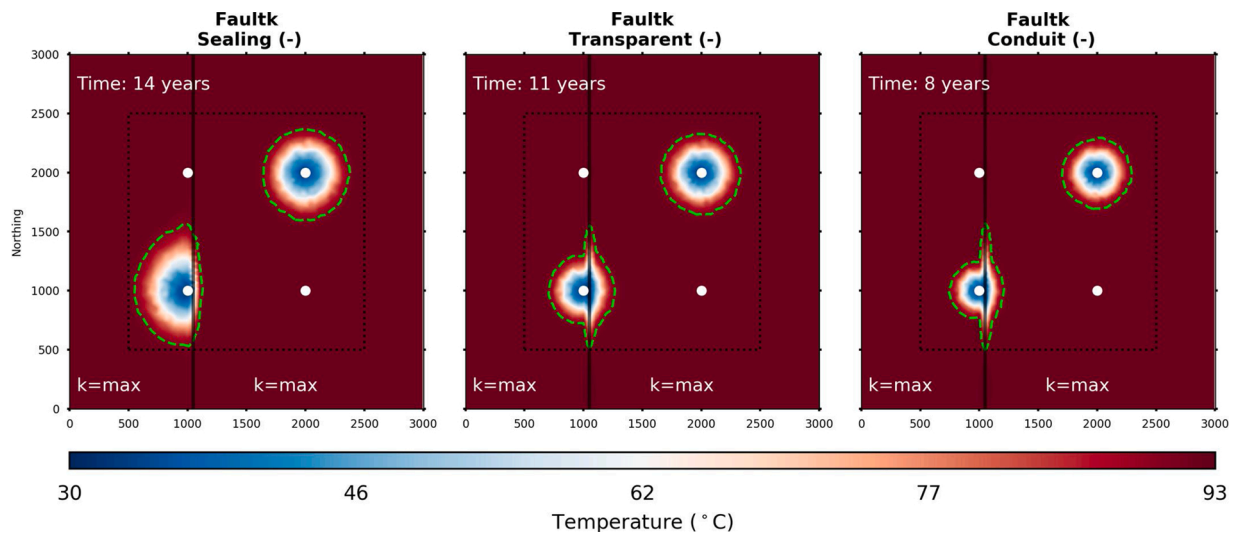 Faultk
Sealing (-)
Faultk
Transparent (-)
Faultk
Conduit (-)
3000
2500
2000
1500
1000
500
0
Northing
Time: 14 years
k=max
k=max
0
500
1000
1500
2000
2500
3000
Time: 11 years
k=max
k=max
0
500
1000
1500
2000
2500
3000
Time: 8 years
k=max
k=max
0
500
1000
1500
2000
2500
3000
30
46
62
77
93
Temperature (°C)